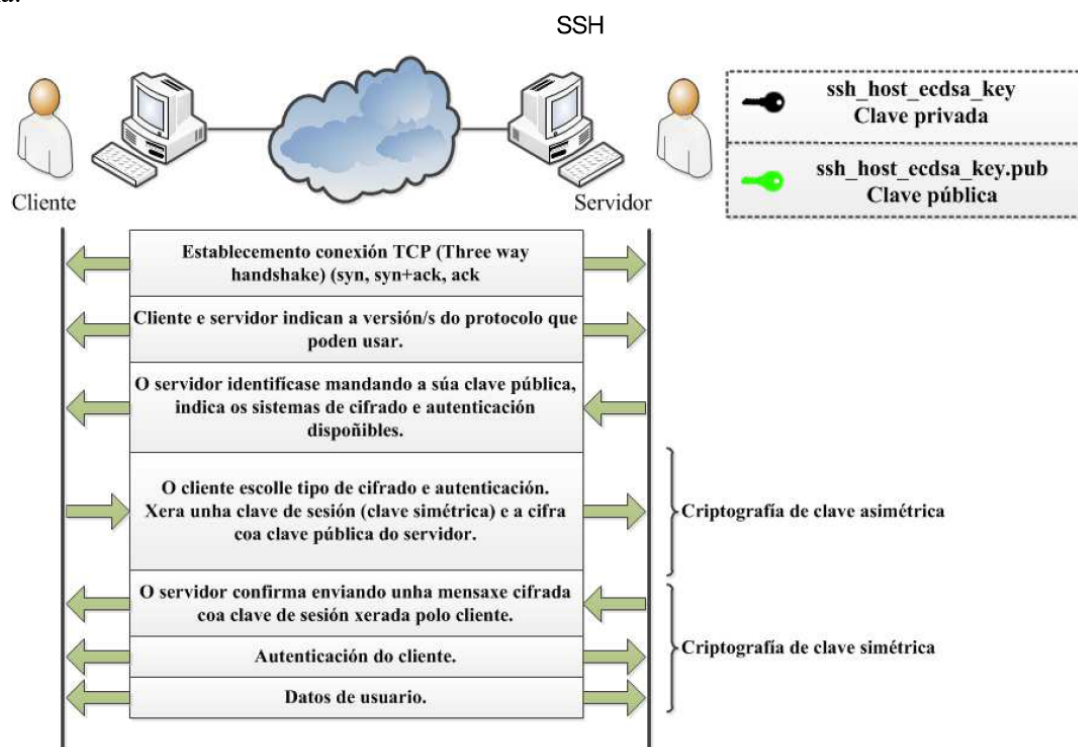 SSH
ssh_host_ecdsa_key
Clave privada
ssh_host_ecdsa_key.pub
Clave pública
Cliente
Servidor
Establecemento conexión TCP (Three way
handshake) (syn, syn+ack, ack
Cliente e servidor indican a versión/s do protocolo que
poden usar.
O servidor identifícase mandando a súa clave pública,
indica os sistemas de cifrado e autenticación
dispoñibles.
O cliente escolle tipo de cifrado e autenticación.
Xera unha clave de sesión (clave simétrica) e a cifra
coa clave pública do servidor.
Criptografía de clave asimétrica
O servidor confirma enviando unha mensaxe cifrada
coa clave de sesión xerada polo cliente.
Autenticación do cliente.
Criptografía de clave simétrica
Datos de usuario.